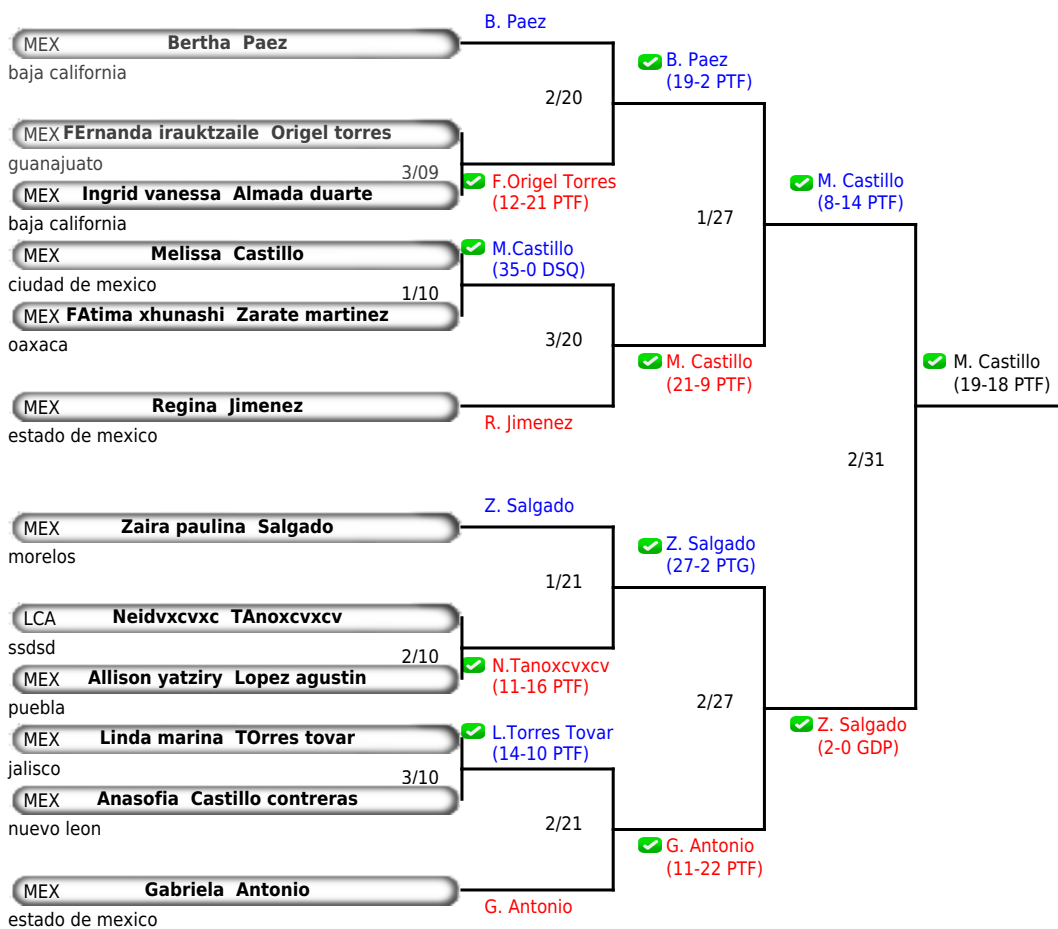 B. Paez
MEX Bertha Paez
baja california
B. Paez
(19-2 PTF)
2/20
MEX FErnanda irauktzaile Origel torres
guanajuato
3/09
F.Origel Torres
(12-21 PTF)
MEX Ingrid vanessa Almada duarte
baja california
M. Castillo
(8-14 PTF)
1/27
MEX Melissa Castillo
ciudad de mexico
M.Castillo
(35-0 DSQ)
1/10
MEX FAtima xhunashi Zarate martinez
oaxaca
3/20
M. Castillo
(21-9 PTF)
M. Castillo
(19-18 PTF)
MEX Regina Jimenez
estado de mexico
R. Jimenez
2/31
Z. Salgado
MEX Zaira paulina Salgado
morelos
Z. Salgado
(27-2 PTG)
1/21
LCA Neidvxcvxc TAnoxcvxcv
ssdsd
2/10
N.Tanoxcvxcv
(11-16 PTF)
MEX Allison yatziry Lopez agustin
puebla
2/27
Z. Salgado
(2-0 GDP)
MEX Linda marina TOrres tovar
jalisco
L.Torres Tovar
(14-10 PTF)
3/10
MEX Anasofia Castillo contreras
nuevo leon
2/21
G. Antonio
(11-22 PTF)
MEX Gabriela Antonio
estado de mexico
G. Antonio